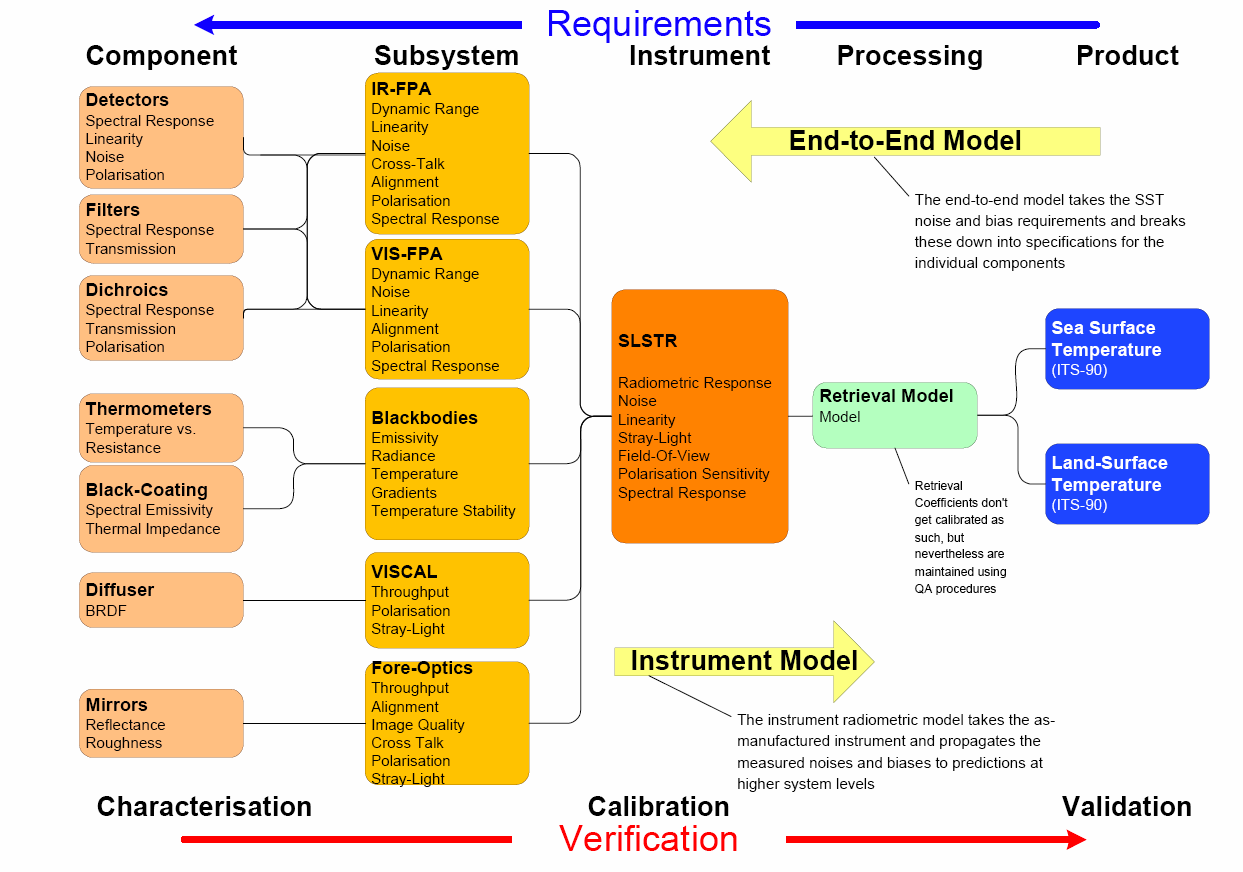 Requirements
Component
Subsystem
Instrument
Processing
Product
Detectors
Spectral Response
Linearity
Noise
Polarisation
Filters
Spectral Response
Transmission
Dichroics
Spectral Response
Transmission
Polarisation
Thermometers
Temperature vs.
Resistance
Black-Coating
Spectral Emissivity
Thermal Impedance
Diffuser
BRDF
Mirrors
Reflectance
Roughness
IR-FPA
Dynamic Range
Linearity
Noise
Cross-Talk
Alignment
Polarisation
Spectral Response
VIS-FPA
Dynamic Range
Noise
Linearity
Alignment
Polarisation
Spectral Response
Blackbodies
Emissivity
Radiance
Temperature
Gradients
Temperature Stability
VISCAL
Throughput
Polarisation
Stray-Light
Fore-Optics
Throughput
Alignment
Image Quality
Cross Talk
Polarisation
Stray-Light
SLSTR
Radiometric Response
Noise
Linearity
Stray-Light
Field-Of-View
Polarisation Sensitivity
Spectral Response
End-to-End Model
The end-to-end model takes the SST
noise and bias requirements and breaks
these down into specifications for the
individual components
Retrieval Model
Model
Retrieval
Coefficients don't
get calibrated as
such, but
nevertheless are
maintained using
QA procedures
Sea Surface
Temperature
(ITS-90)
Land-Surface
Temperature
(ITS-90)
Instrument Model
The instrument radiometric model takes the as-
manufactured instrument and propagates the
measured noises and biases to predictions at
higher system levels
Characterisation
Calibration
Validation
Verification